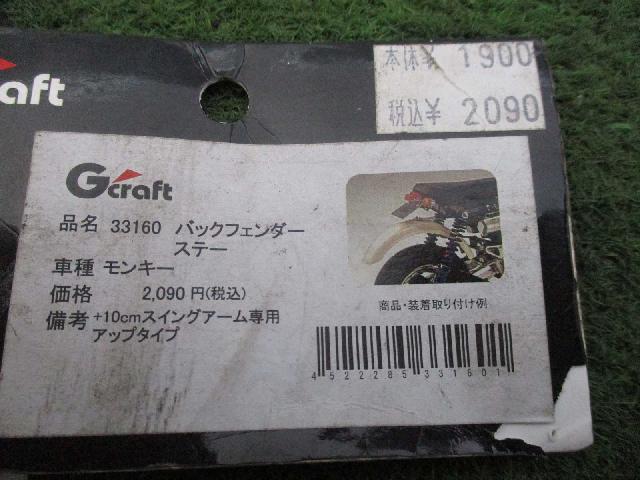 craft
本体¥ 1900
税込¥ 2090
Gcraft
品名 33160 バックフェンダー
ステー
車種 モンキー
価格 2,090円(税込)
備考 +10cmスイングアーム専用
アップタイプ
商品・装着取り付け例
4522285331601